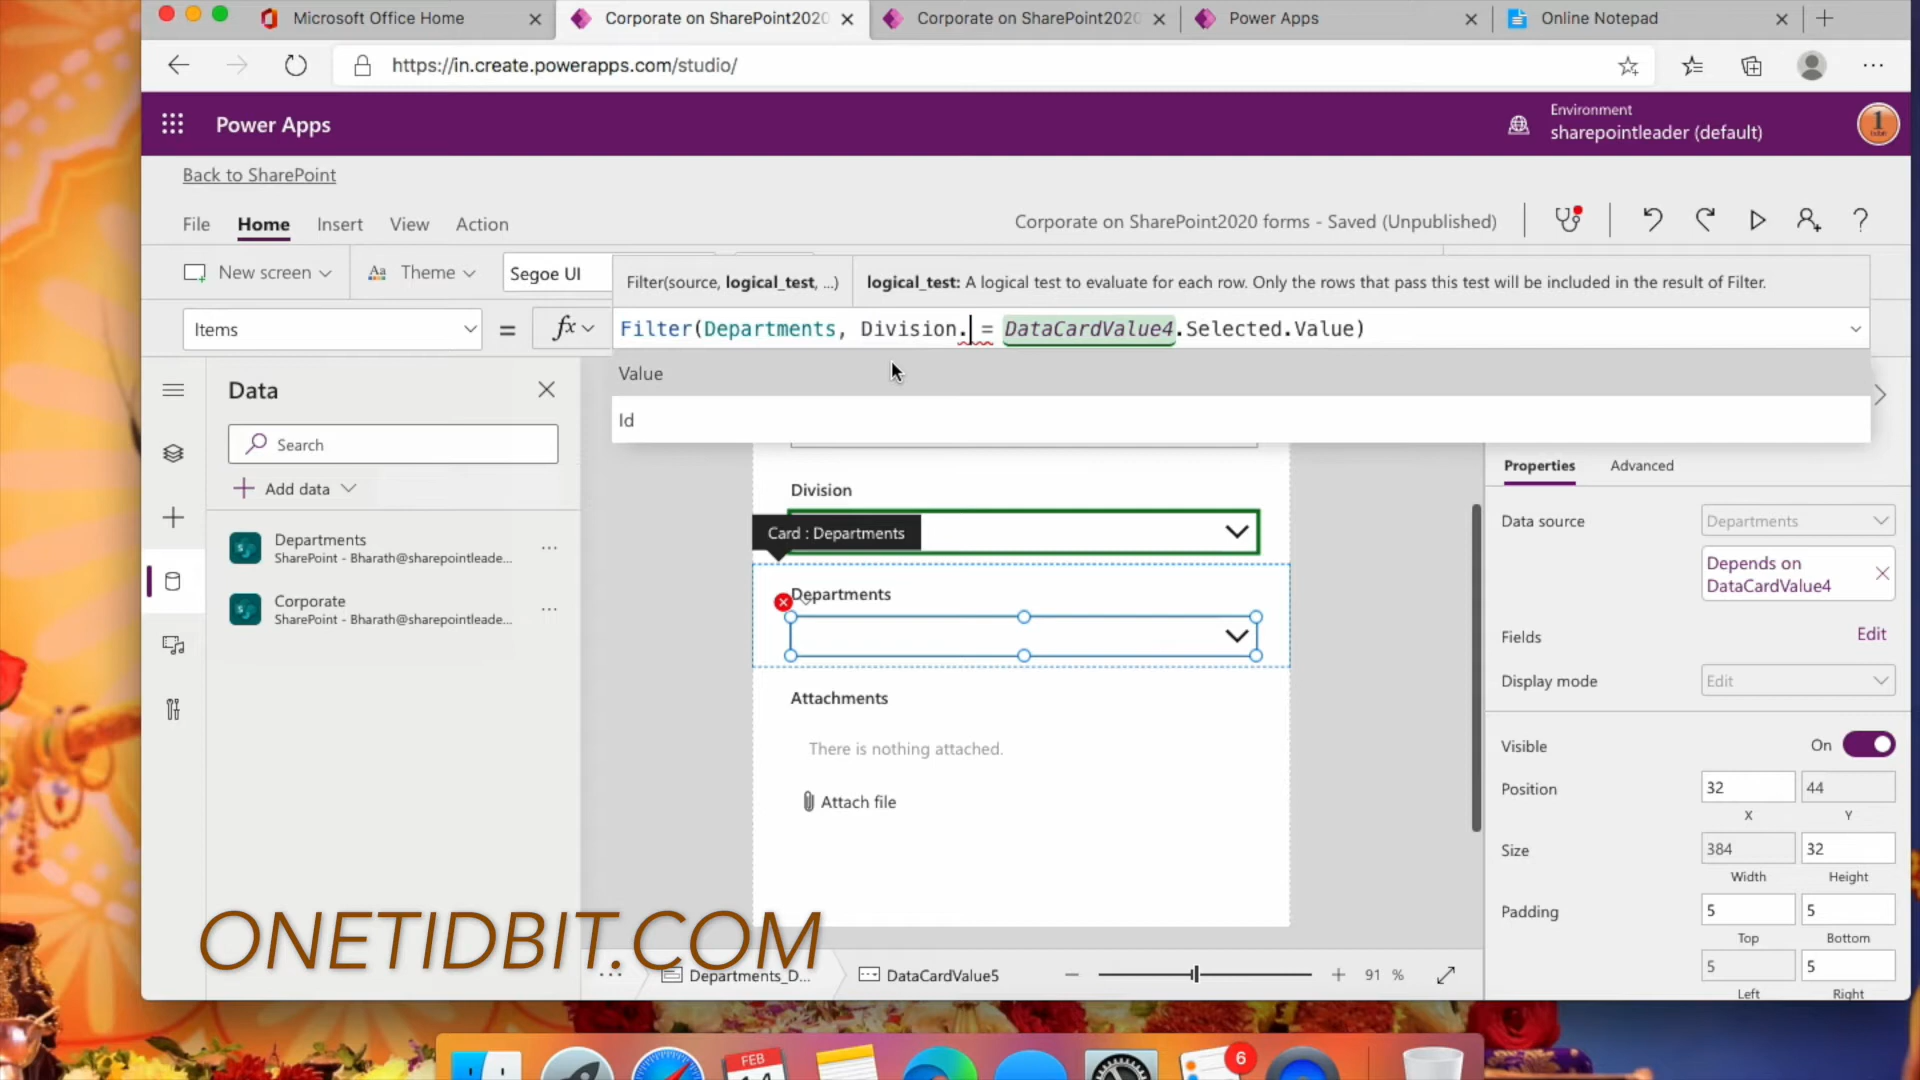 Microsoft Office Home
Corporate on SharePoint2020
Corporate on SharePoint2020
Power Apps
Online Notepad
https://in.create.powerapps.com/studio/
Power Apps
Environment
sharepointleader (default)
1
Back to SharePoint
File
Home
Insert
View
Action
Corporate on SharePoint2020 forms - Saved (Unpublished)
New screen
Theme
Segoe UI
Filter(source, logical_test, ...)
logical_test: A logical test to evaluate for each row. Only the rows that pass this test will be included in the result of Filter.
Items
=
fx
Filter(Departments, Division. = DataCardValue4.Selected.Value)
Value
Id
Data
Search
Add data
Departments
SharePoint - Bharath@sharepointleade...
Corporate
SharePoint - Bharath@sharepointleade...
Division
Card : Departments
Departments
Attachments
There is nothing attached.
Attach file
Properties
Advanced
Data source
Departments
Depends on
DataCardValue4
Fields
Edit
Display mode
Edit
Visible
On
Position
32
44
X
Y
Size
384
32
Width
Height
Padding
5
5
Top
Bottom
5
5
Left
Right
ONETIDBIT.COM
Departments_D...
DataCardValue5
91 %
FEB
6